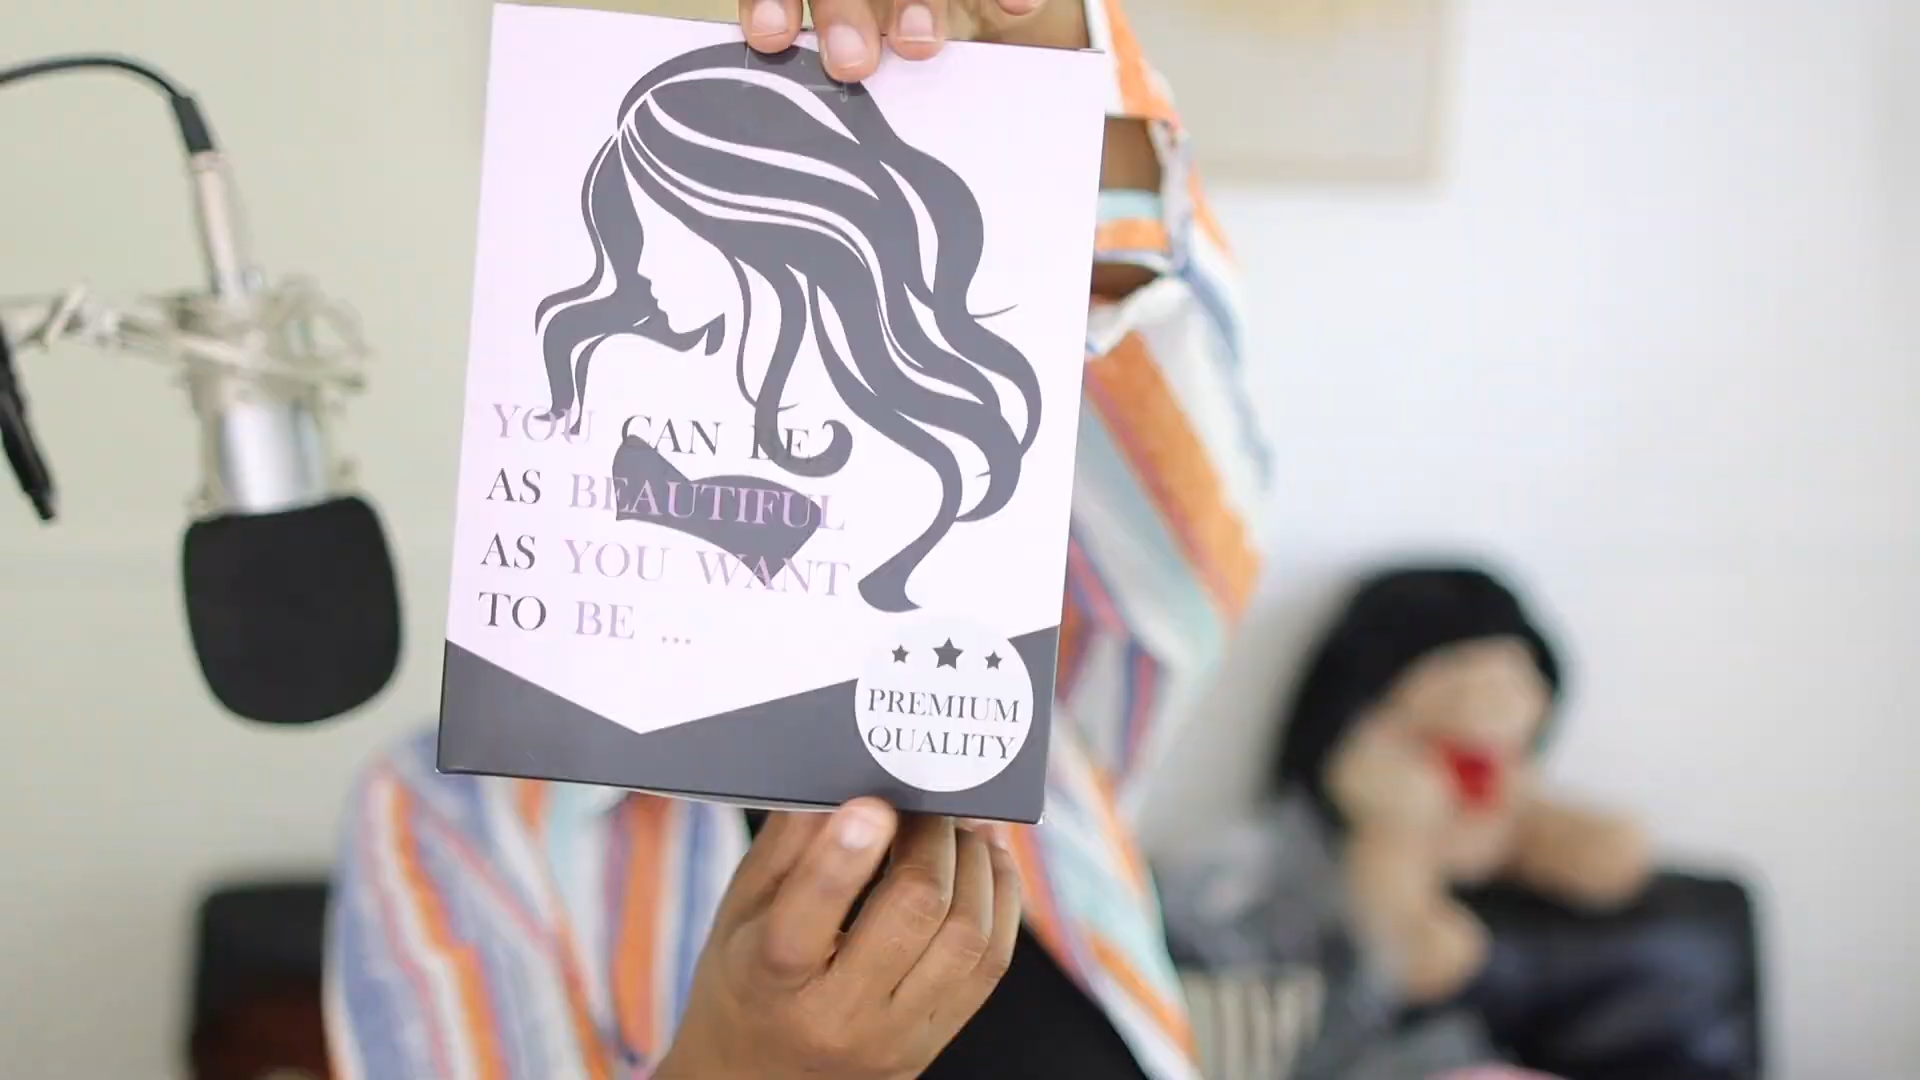 YOU CAN BE
AS BEAUTIFUL
AS YOU WANT
TO BE ...
PREMIUM
QUALITY